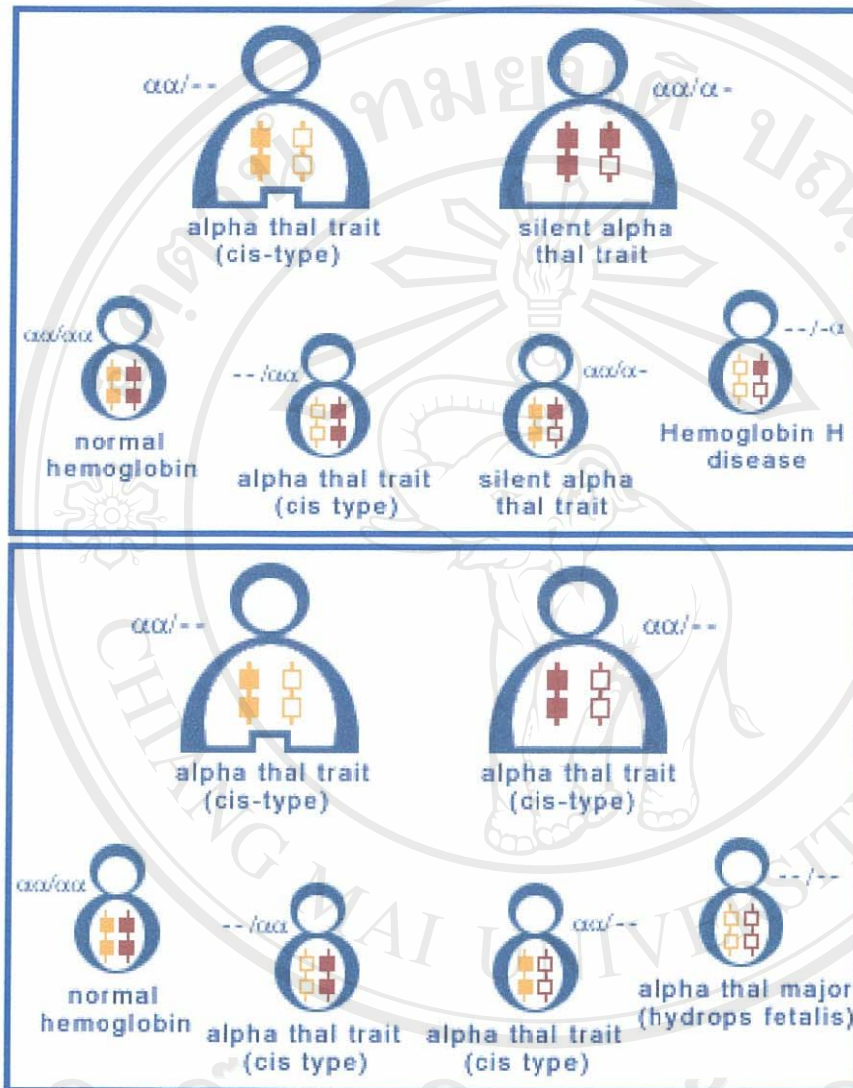 αα/--
αα/α-
alpha thal trait
(cis-type)
silent alpha
thal trait
αα/αα
--/αα
αα/α-
--/-α
normal
hemoglobin
alpha thal trait
(cis type)
silent alpha
thal trait
Hemoglobin H
disease
αα/--
αα/--
alpha thal trait
(cis-type)
alpha thal trait
(cis-type)
αα/αα
--/αα
αα/--
--/--
normal
hemoglobin
alpha thal trait
(cis type)
alpha thal trait
(cis type)
alpha thal major
(hydrops fetalis)
CHIANG MAI UNIVERSITY